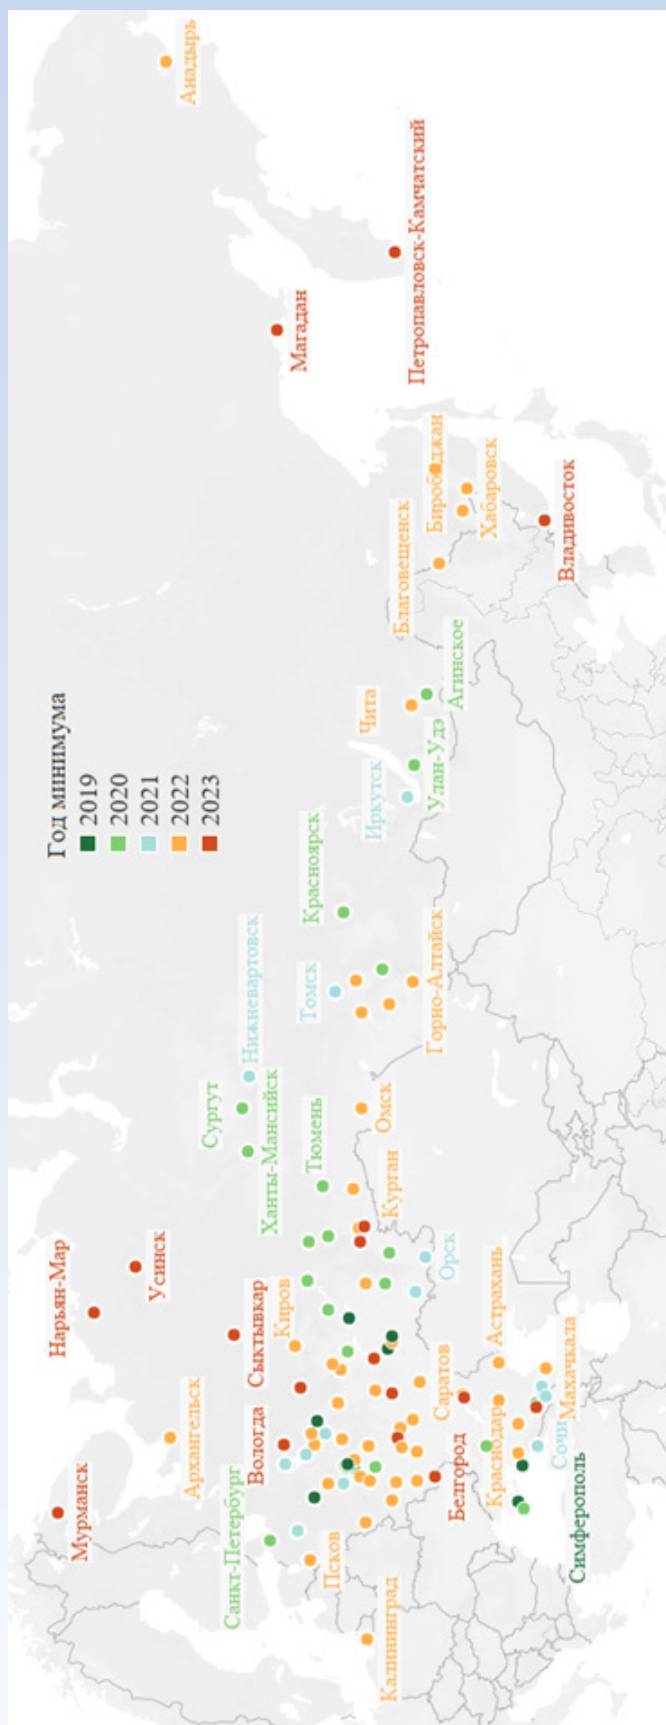 Год минимума
2019
2020
2021
2022
2023
Мурманск
Нарьян-Мар
Усинск
Анадырь
Архангельск
Сыктывкар
Сургут
Нижневартовск
Ханты-Мансийск
Магадан
Санкт-Петербург
Вологда
Киров
Тюмень
Томск
Красноярск
Псков
Калининград
Курган
Омск
Горно-Алтайск
Иркутск
Чита
Улан-Удэ
Агинское
Благовещенск
Биробиджан
Хабаровск
Владивосток
Петропавловск-Камчатский
Белгород
Саратов
Орск
Краснодар
Астрахань
Сочи
Махачкала
Симферополь